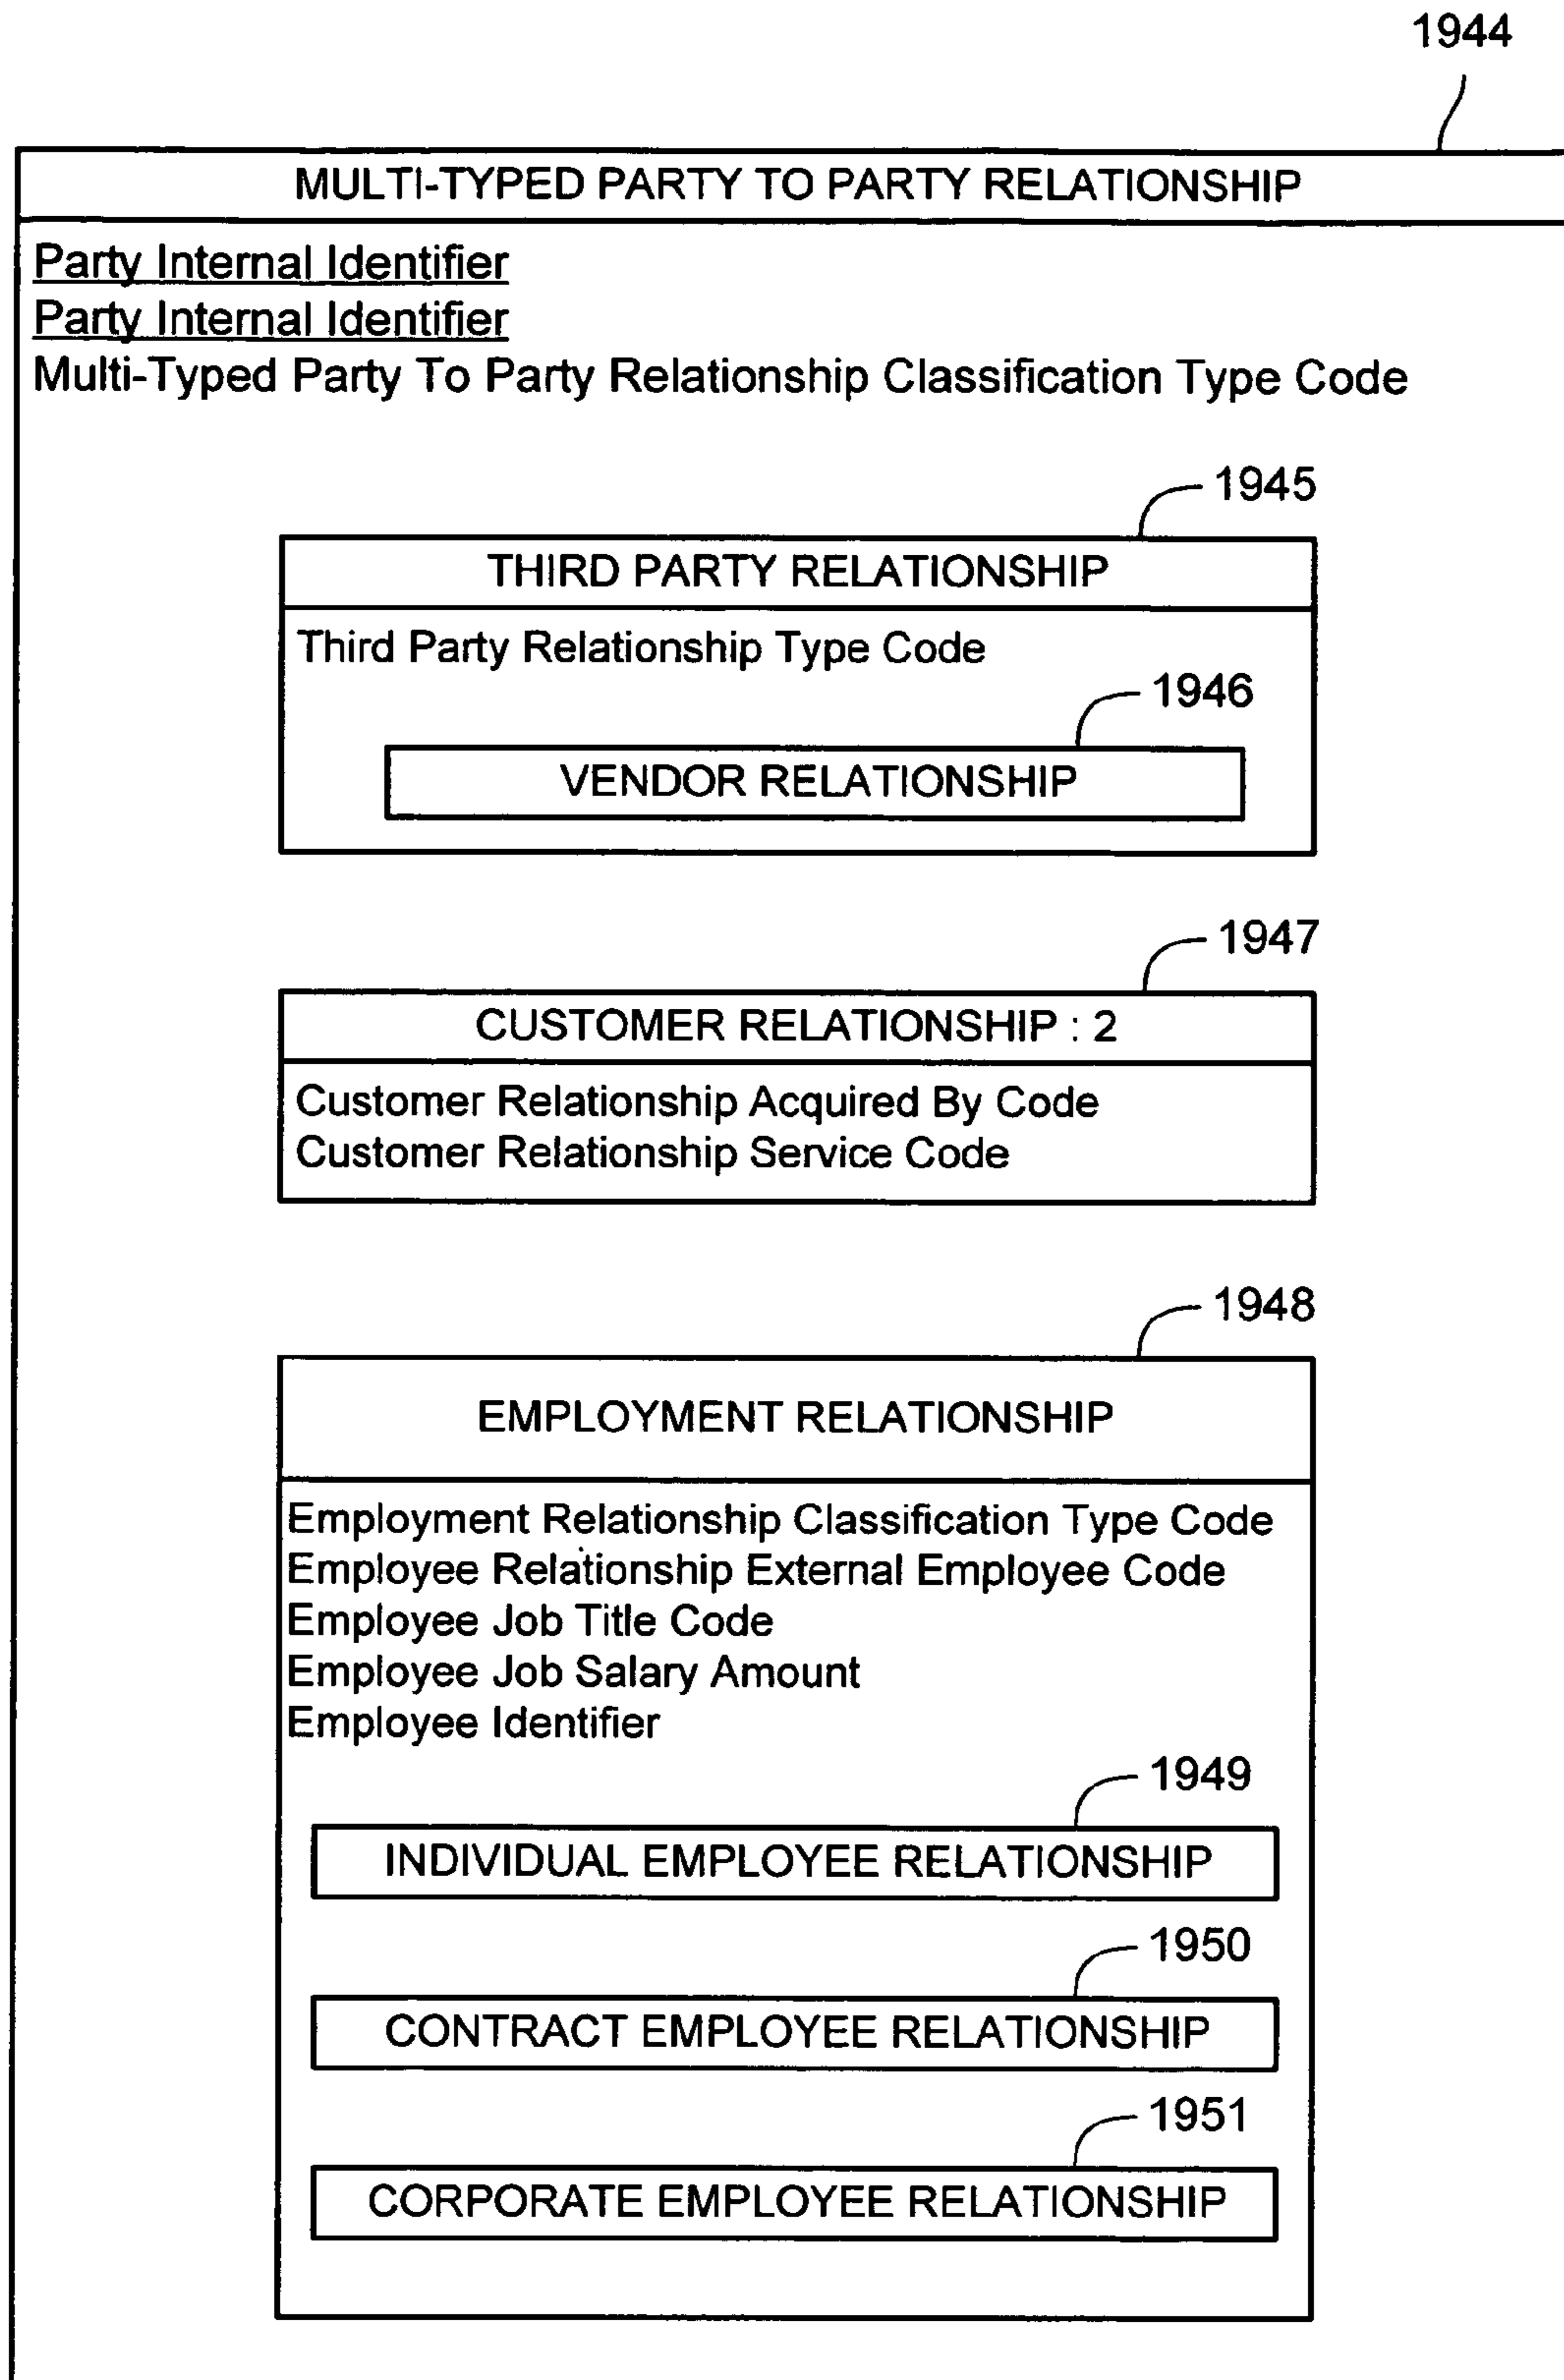 1944
MULTI-TYPED PARTY TO PARTY RELATIONSHIP
Party Internal Identifier
Party Internal Identifier
Multi-Typed Party To Party Relationship Classification Type Code
1945
THIRD PARTY RELATIONSHIP
Third Party Relationship Type Code
1946
VENDOR RELATIONSHIP
1947
CUSTOMER RELATIONSHIP : 2
Customer Relationship Acquired By Code
Customer Relationship Service Code
1948
EMPLOYMENT RELATIONSHIP
Employment Relationship Classification Type Code
Employee Relationship External Employee Code
Employee Job Title Code
Employee Job Salary Amount
Employee Identifier
1949
INDIVIDUAL EMPLOYEE RELATIONSHIP
1950
CONTRACT EMPLOYEE RELATIONSHIP
1951
CORPORATE EMPLOYEE RELATIONSHIP